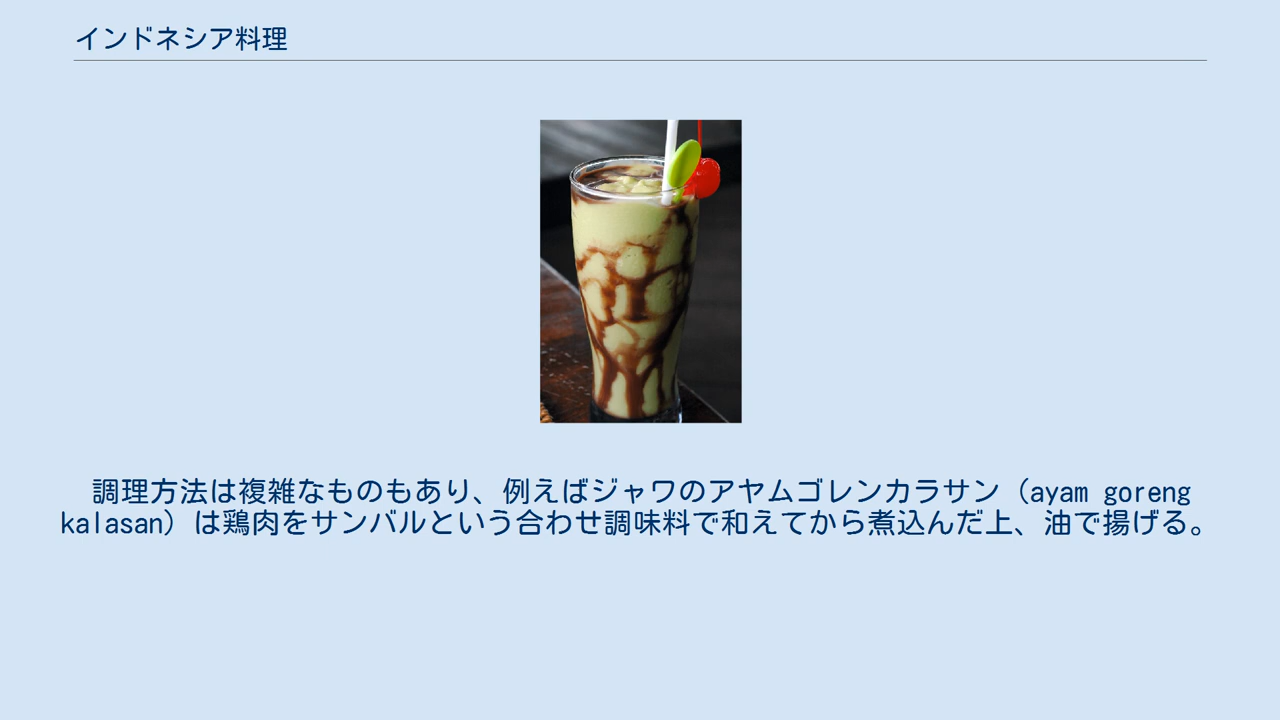 インドネシア料理
調理方法は複雑なものもあり、例えばジャワのアヤムゴレンカラサン（ayam goreng
kalasan）は鶏肉をサンバルという合わせ調味料で和えてから煮込んだ上、油で揚げる。